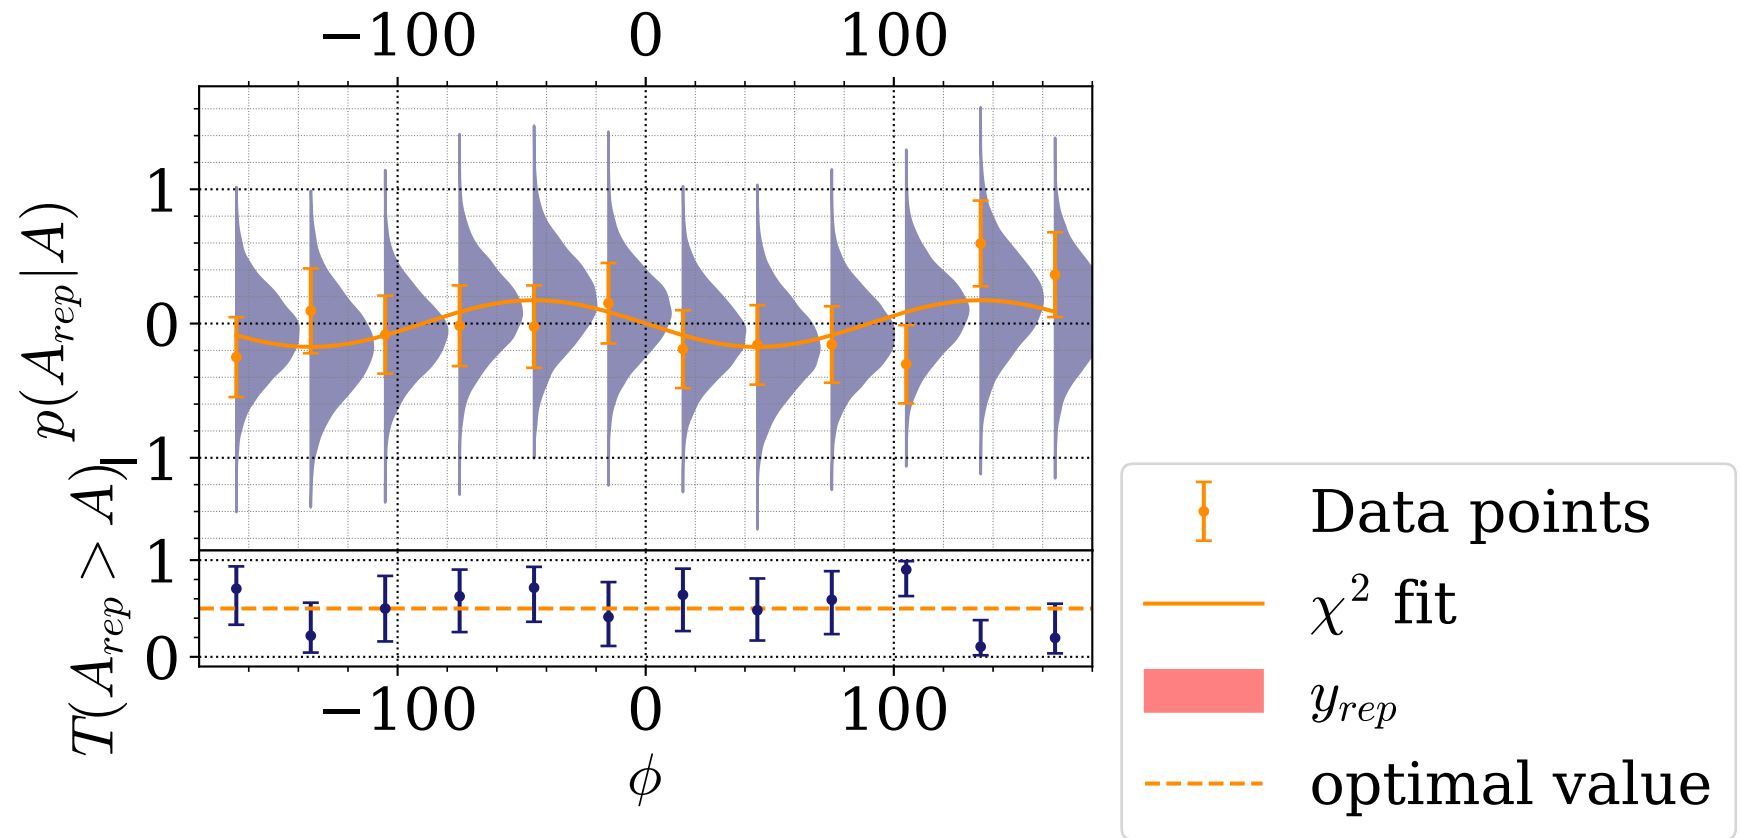 −100 0 100
p(A_rep|A)
1
0
−1
T(A_rep > A)
1
0
−100 0 100
ϕ
Data points
χ² fit
y_rep
optimal value